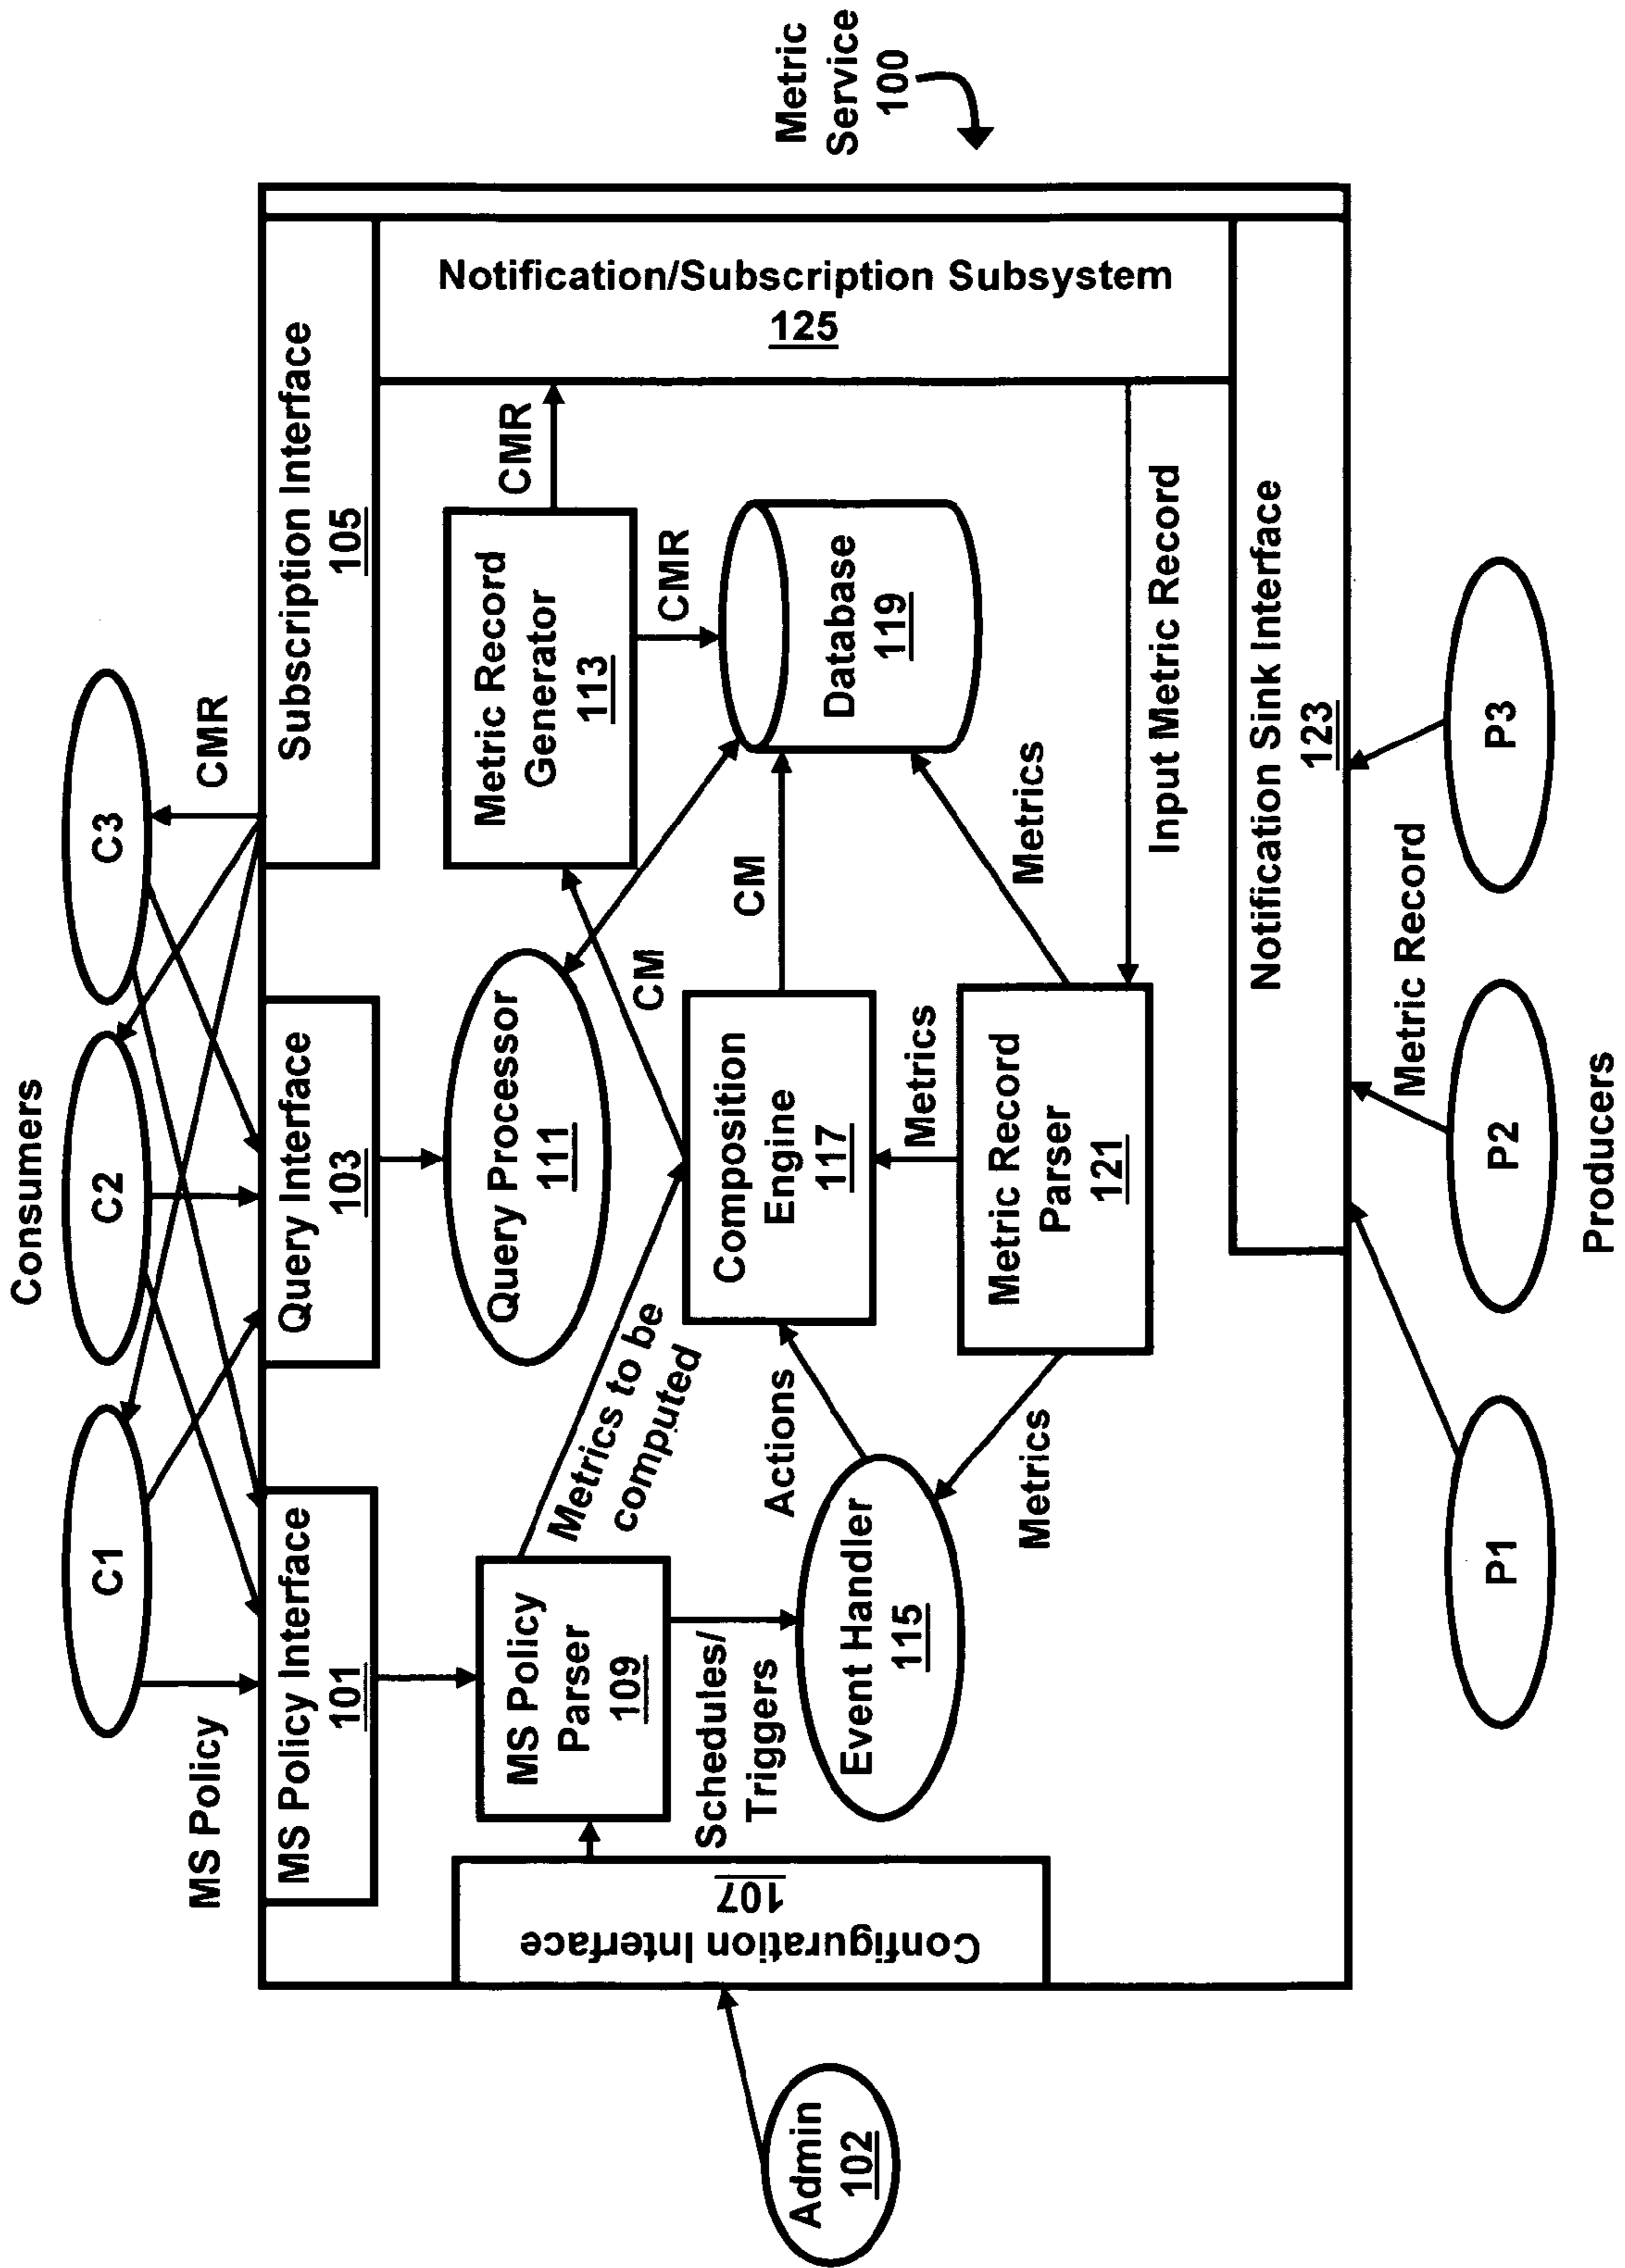 Consumers
C1
C2
C3
MS Policy
CMR
MS Policy Interface
101
Query Interface
103
Subscription Interface
105
Metric
Service
100
Admin
102
Configuration Interface
107
MS Policy
Parser
109
Query Processor
111
Metric Record
Generator
113
CMR
CMR
Notification/Subscription Subsystem
125
Metrics to be
computed
CM
Schedules/
Triggers
Actions
Event Handler
115
Composition
Engine
117
CM
Database
119
Metrics
Metrics
Metrics
Metric Record
Parser
121
Input Metric Record
Notification Sink Interface
123
Metric Record
P1
P2
P3
Producers